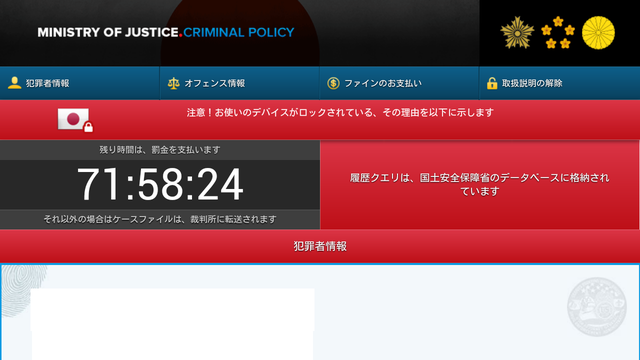 MINISTRY OF JUSTICE.CRIMINAL POLICY
犯罪者情報
オフェンス情報
ファインのお支払い
取扱説明の解除
注意！お使いのデバイスがロックされている、その理由を以下に示します
残り時間は、罰金を支払います
71:58:24
それ以外の場合はケースファイルは、裁判所に転送されます
履歴クエリは、国土安全保障省のデータベースに格納され
ています
犯罪者情報